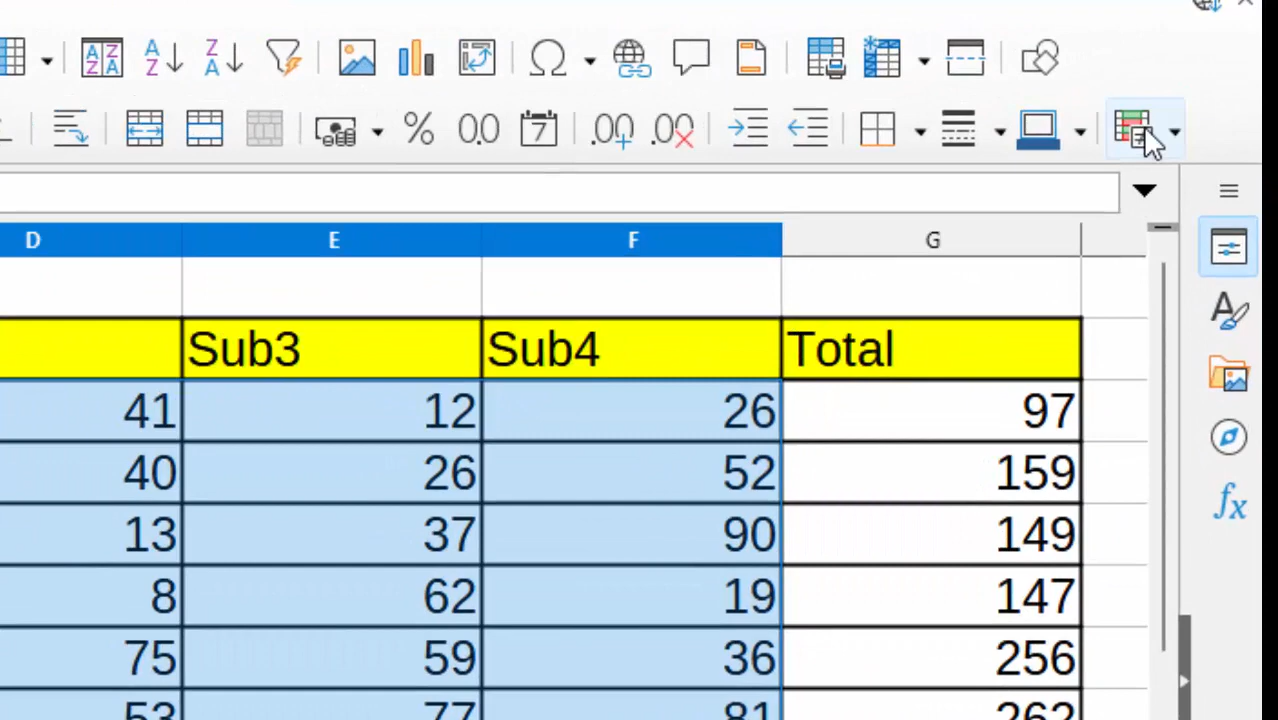 D E F G
Sub3 Sub4 Total
41 12 26 97
40 26 52 159
13 37 90 149
8 62 19 147
75 59 36 256
53 77 81 262